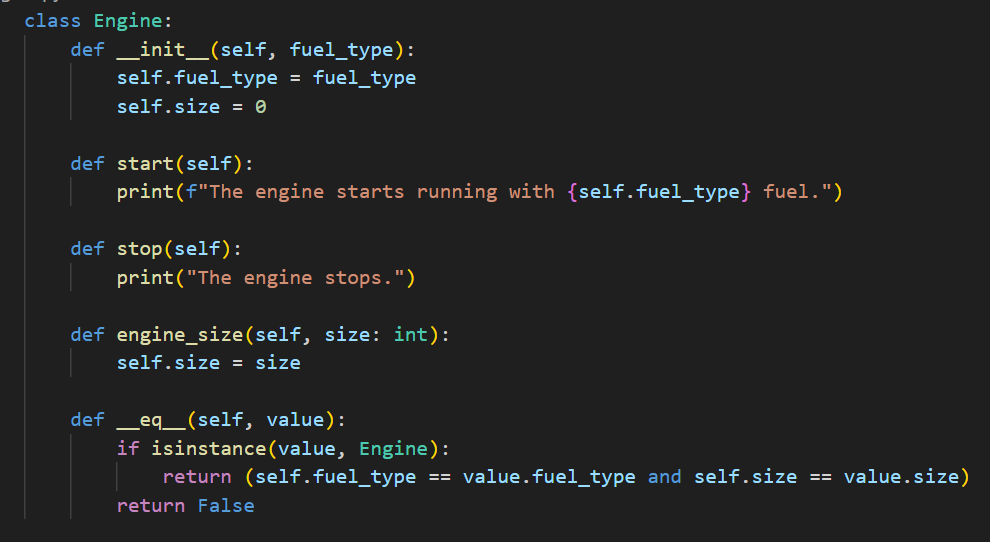 class Engine:
    def __init__(self, fuel_type):
        self.fuel_type = fuel_type
        self.size = 0

    def start(self):
        print(f"The engine starts running with {self.fuel_type} fuel.")

    def stop(self):
        print("The engine stops.")

    def engine_size(self, size: int):
        self.size = size

    def __eq__(self, value):
        if isinstance(value, Engine):
            return (self.fuel_type == value.fuel_type and self.size == value.size)
        return False